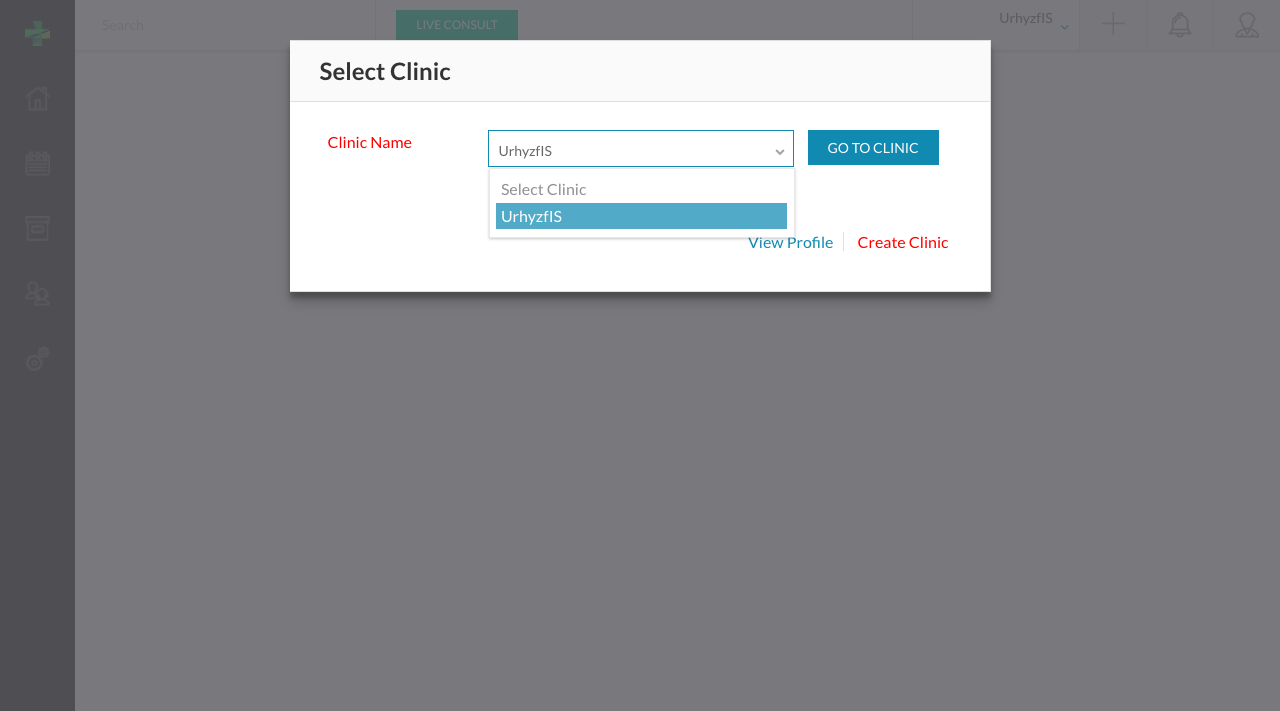 Search
LIVE CONSULT
UrhyzfIS
Select Clinic
Clinic Name
UrhyzfIS
GO TO CLINIC
Select Clinic
UrhyzfIS
View Profile
Create Clinic